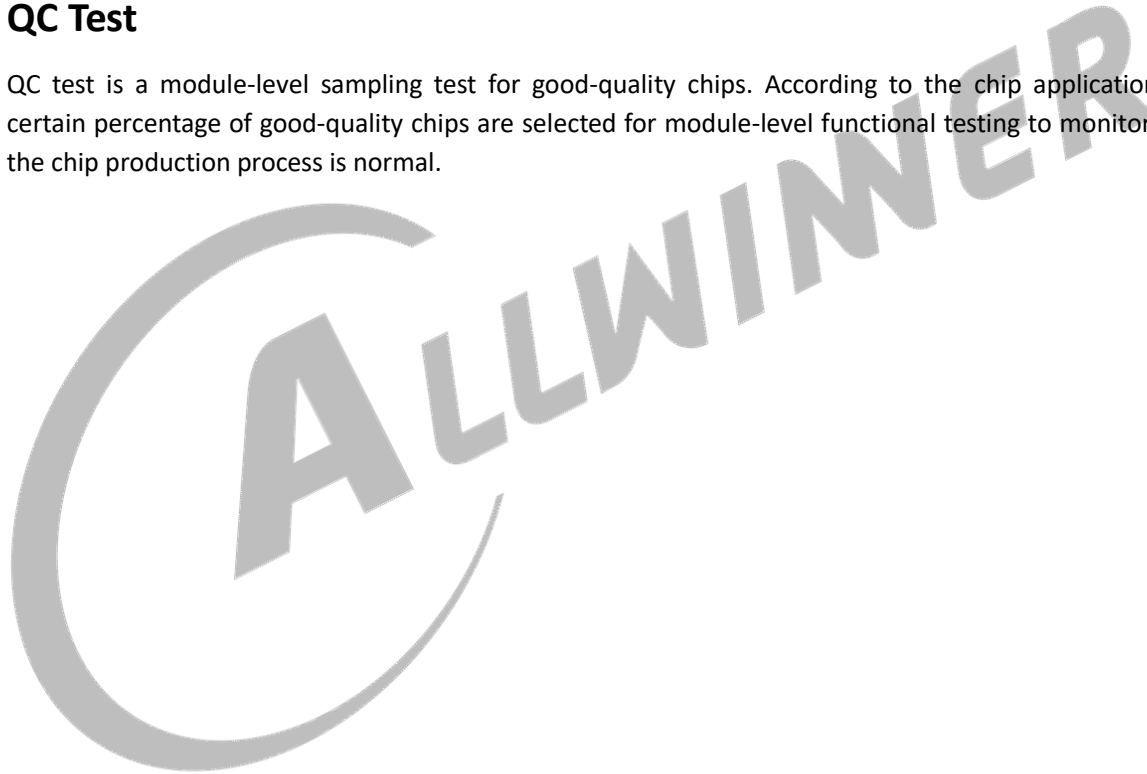 QC Test
QC test is a module-level sampling test for good-quality chips. According to the chip application
certain percentage of good-quality chips are selected for module-level functional testing to monitor
the chip production process is normal.
ALLWINNER